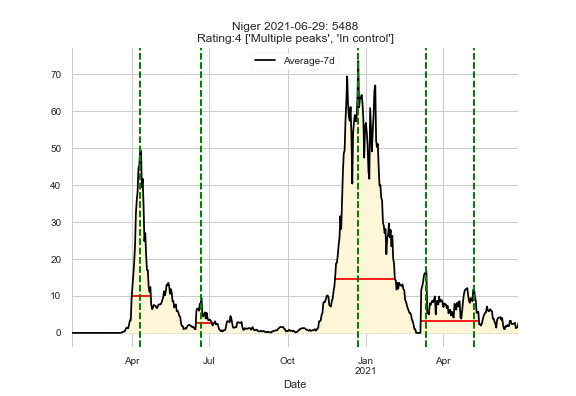 Niger 2021-06-29: 5488
Rating:4 ['Multiple peaks', 'In control']
Average-7d
70
60
50
40
30
20
10
0
Apr
Jul
Oct
Jan
2021
Apr
Date